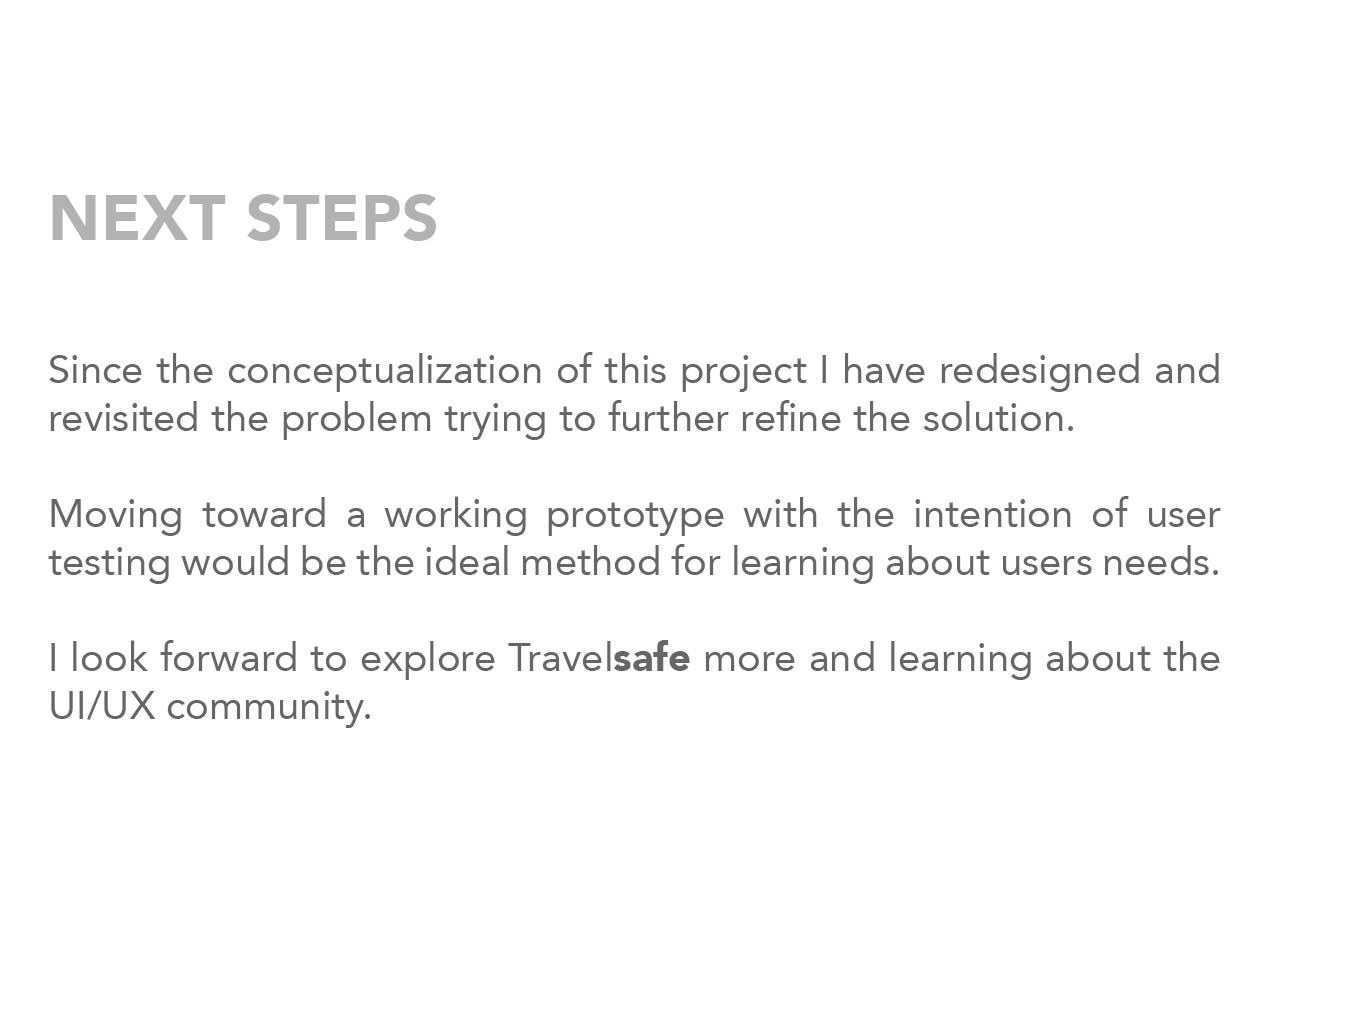 NEXT STEPS
Since the conceptualization of this project I have redesigned and
revisited the problem trying to further refine the solution.
Moving toward a working prototype with the intention of user
testing would be the ideal method for learning about users needs.
I look forward to explore Travelsafe more and learning about the
UI/UX community.